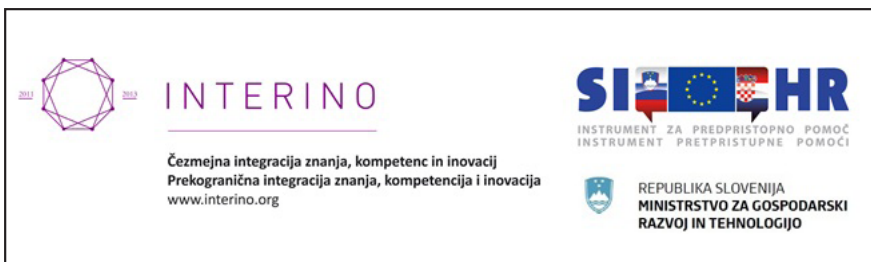 2011
2013
INTERINO
Čezmejna integracija znanja, kompetenc in inovacij
Prekogranična integracija znanja, kompetencija i inovacija
www.interino.org
SI HR
INSTRUMENT ZA PREDPRISTOPNO POMOČ
INSTRUMENT PRETPRISTUPNE POMOĆI
REPUBLIKA SLOVENIJA
MINISTRSTVO ZA GOSPODARSKI
RAZVOJ IN TEHNOLOGIJO